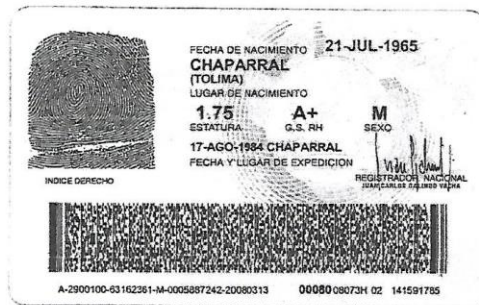 FECHA DE NACIMIENTO 21-JUL-1965
CHAPARRAL
(TOLIMA)
LUGAR DE NACIMIENTO
1.75 A+ M
ESTATURA G.S. RH SEXO
17-AGO-1984 CHAPARRAL
FECHA Y LUGAR DE EXPEDICION
INDICE DERECHO
REGISTRADOR NACIONAL
JUAN CARLOS GALINDO VACHA
A-2900100-63162361-M-0005887242-20080313 00080 08073H 02 141591785